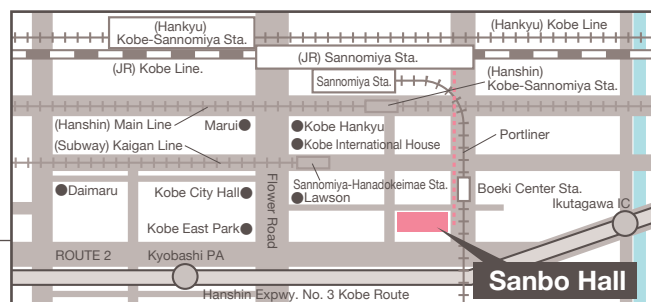 (Hankyu)
Kobe-Sannomiya Sta.
(Hankyu) Kobe Line
(JR) Sannomiya Sta.
(JR) Kobe Line.
Sannomiya Sta.
(Hanshin)
Kobe-Sannomiya Sta.
(Hanshin) Main Line
Marui
Kobe Hankyu
(Subway) Kaigan Line
Kobe International House
Portliner
Sannomiya-Hanadokeimae Sta.
Daimaru
Kobe City Hall
Flower Road
Lawson
Boeki Center Sta.
Ikutagawa IC
Kobe East Park
ROUTE 2
Kyobashi PA
Sanbo Hall
Hanshin Expwy. No. 3 Kobe Route